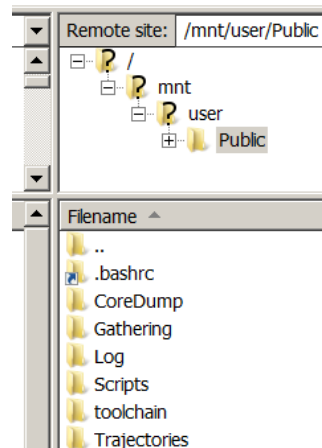 Remote site: /mnt/user/Public
/
mnt
user
Public
Filename
..
.bashrc
CoreDump
Gathering
Log
Scripts
toolchain
Trajectories